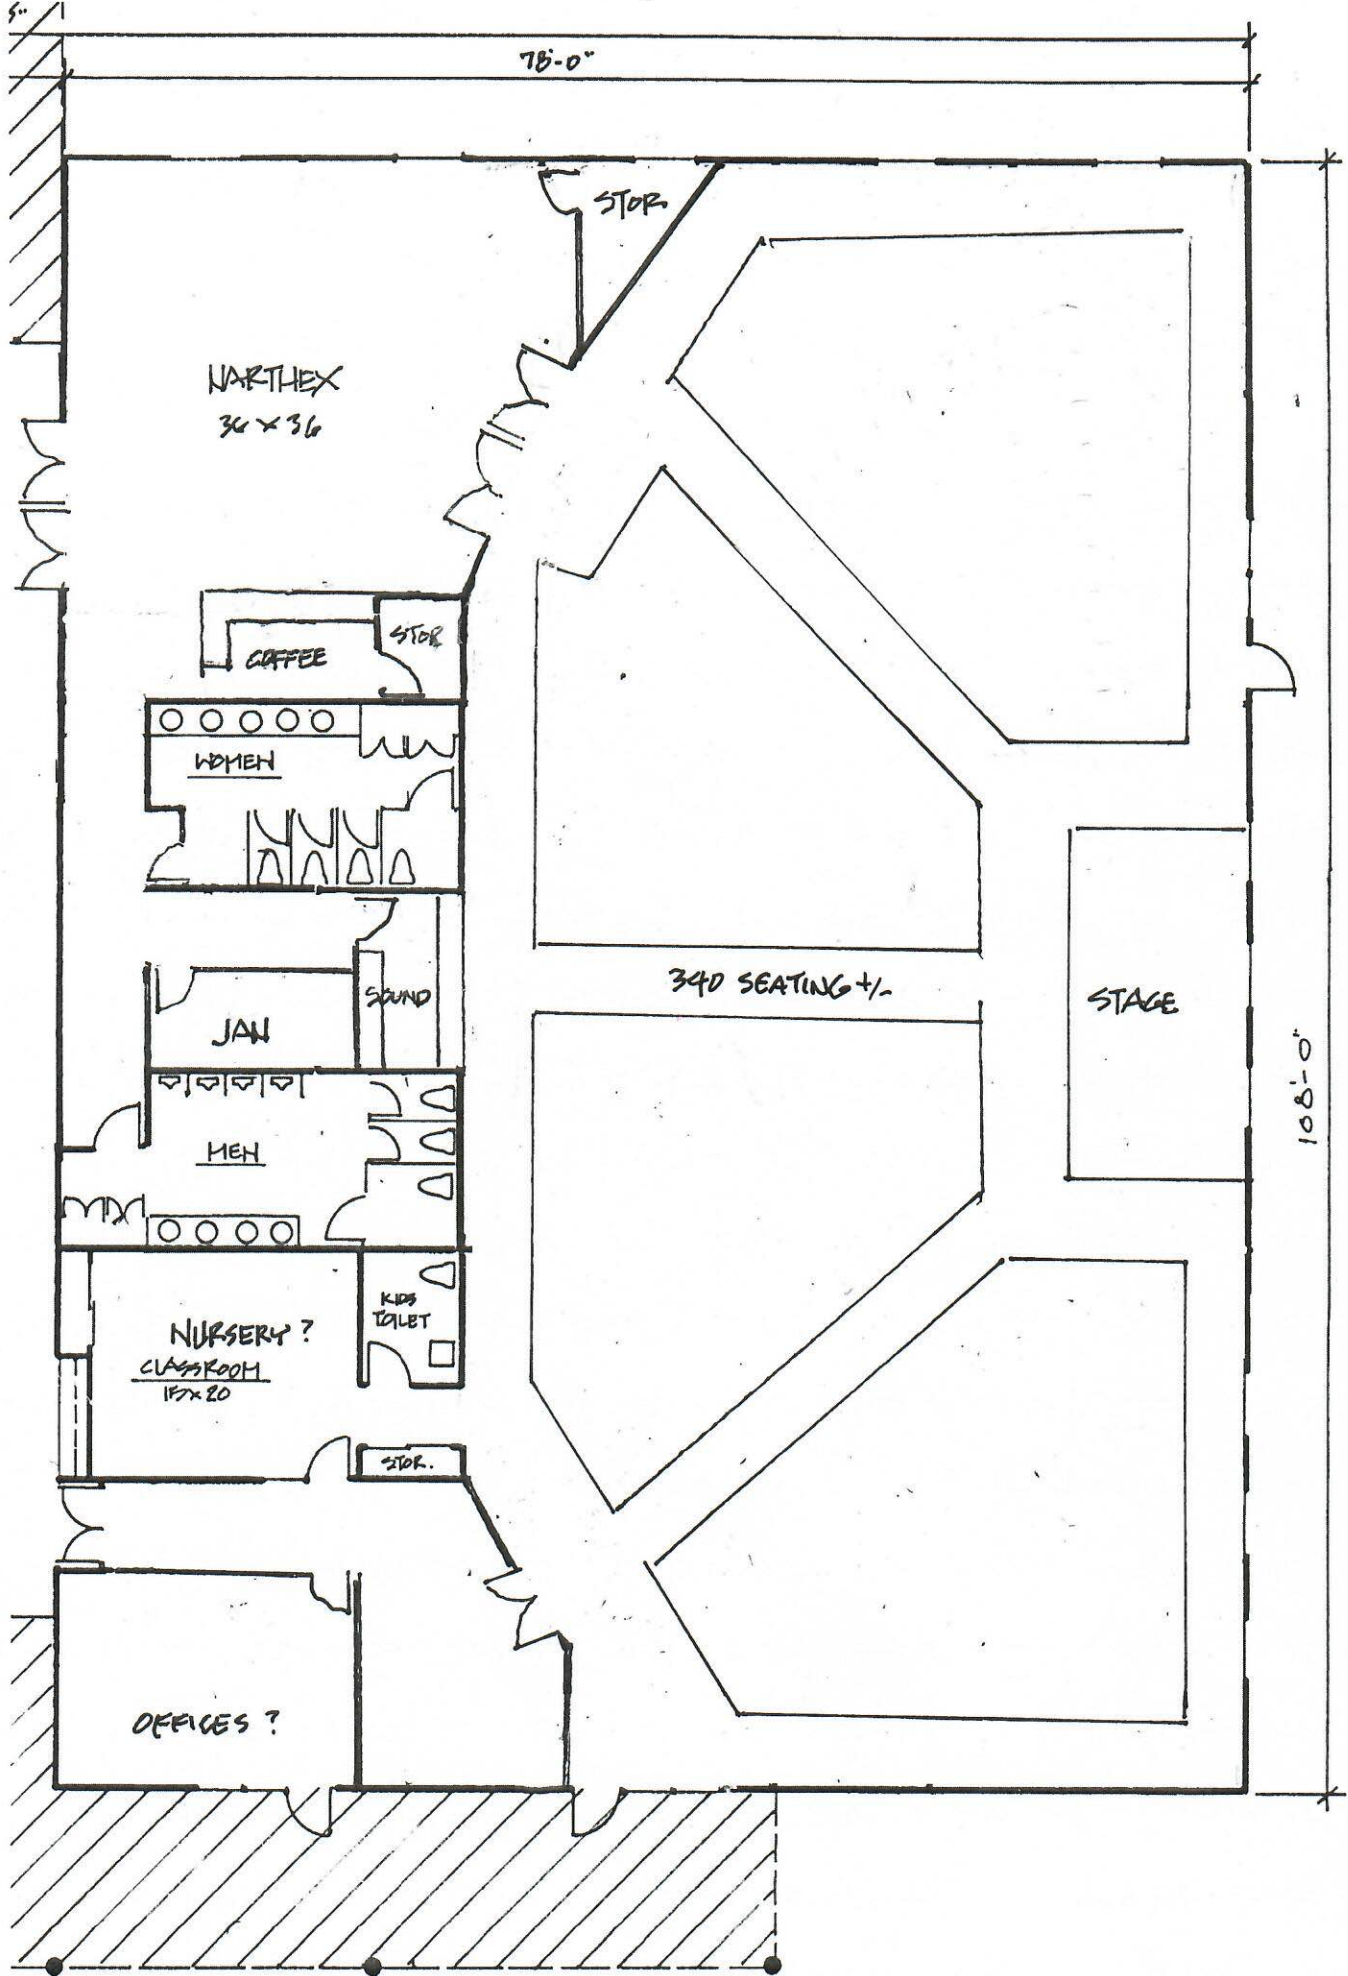 5"
78'-0"
STOR
NARTHEX
36 x 36
STOR
COFFEE
WOMEN
340 SEATING +/-
SOUND
STAGE
JAN
108'-0"
MEN
KIDS
TOILET
NURSERY ?
CLASSROOM
15 x 20
STOR.
OFFICES ?